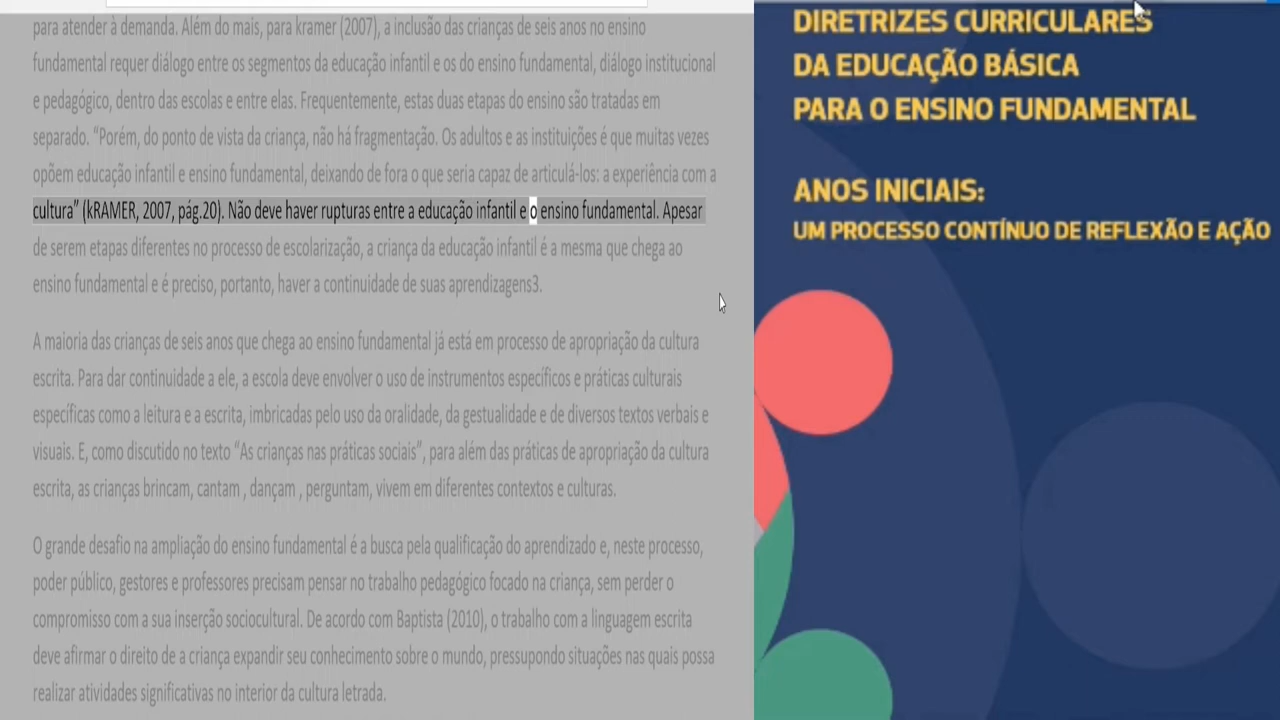 para atender à demanda. Além do mais, para kramer (2007), a inclusão das crianças de seis anos no ensino
fundamental requer diálogo entre os segmentos da educação infantil e os do ensino fundamental, diálogo institucional
e pedagógico, dentro das escolas e entre elas. Frequentemente, estas duas etapas do ensino são tratadas em
separado. “Porém, do ponto de vista da criança, não há fragmentação. Os adultos e as instituições é que muitas vezes
opõem educação infantil e ensino fundamental, deixando de fora o que seria capaz de articulá-los: a experiência com a
cultura” (kRAMER, 2007, pág.20). Não deve haver rupturas entre a educação infantil e o ensino fundamental. Apesar
de serem etapas diferentes no processo de escolarização, a criança da educação infantil é a mesma que chega ao
ensino fundamental e é preciso, portanto, haver a continuidade de suas aprendizagens3.
A maioria das crianças de seis anos que chega ao ensino fundamental já está em processo de apropriação da cultura
escrita. Para dar continuidade a ele, a escola deve envolver o uso de instrumentos específicos e práticas culturais
específicas como a leitura e a escrita, imbricadas pelo uso da oralidade, da gestualidade e de diversos textos verbais e
visuais. E, como discutido no texto “As crianças nas práticas sociais”, para além das práticas de apropriação da cultura
escrita, as crianças brincam, cantam , dançam , perguntam, vivem em diferentes contextos e culturas.
O grande desafio na ampliação do ensino fundamental é a busca pela qualificação do aprendizado e, neste processo,
poder público, gestores e professores precisam pensar no trabalho pedagógico focado na criança, sem perder o
compromisso com a sua inserção sociocultural. De acordo com Baptista (2010), o trabalho com a linguagem escrita
deve afirmar o direito de a criança expandir seu conhecimento sobre o mundo, pressupondo situações nas quais possa
realizar atividades significativas no interior da cultura letrada.
DIRETRIZES CURRICULARES
DA EDUCAÇÃO BÁSICA
PARA O ENSINO FUNDAMENTAL
ANOS INICIAIS:
UM PROCESSO CONTÍNUO DE REFLEXÃO E AÇÃO